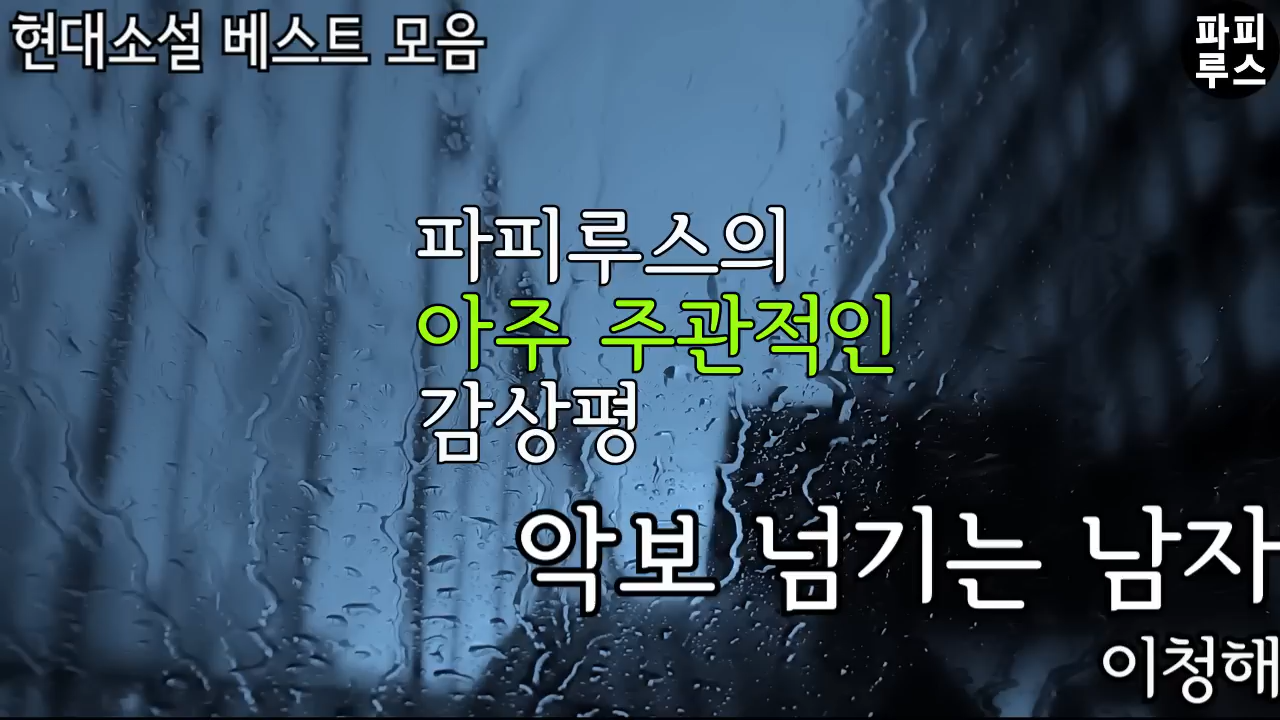 현대소설 베스트 모음
파피
루스
파피루스의
아주 주관적인
감상평
악보 넘기는 남자
이청해